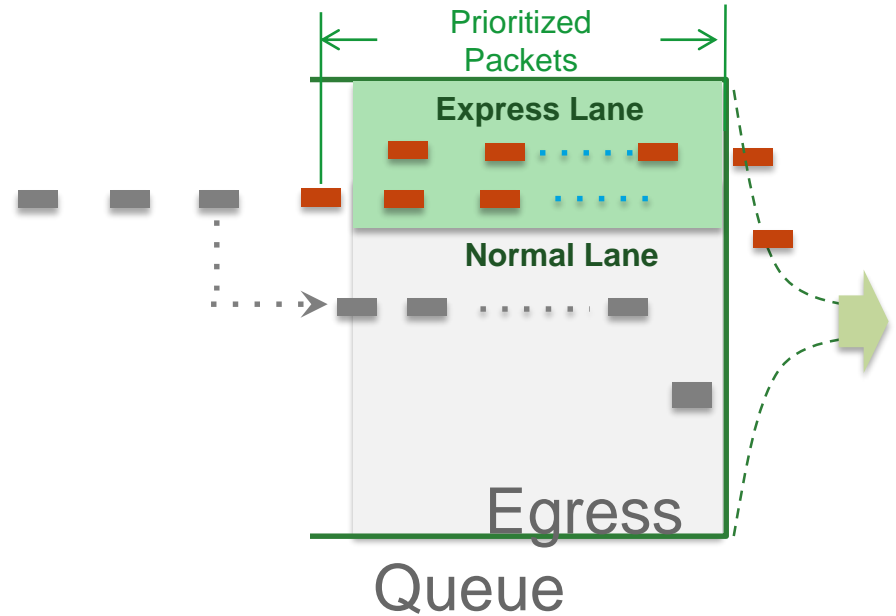 Prioritized
Packets
Express Lane
Normal Lane
Egress
Queue